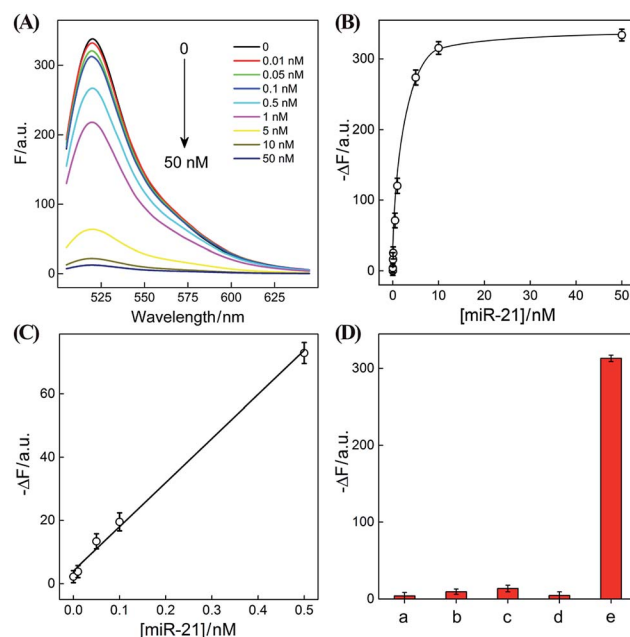 (A)
F/a.u.
300
200
100
0
525
550
575
600
625
Wavelength/nm
0
50 nM
0
0.01 nM
0.05 nM
0.1 nM
0.5 nM
1 nM
5 nM
10 nM
50 nM
(B)
-ΔF/a.u.
300
200
100
0
0
10
20
30
40
50
[miR-21]/nM
(C)
-ΔF/a.u.
60
40
20
0
0.0
0.1
0.2
0.3
0.4
0.5
[miR-21]/nM
(D)
-ΔF/a.u.
300
200
100
0
a
b
c
d
e